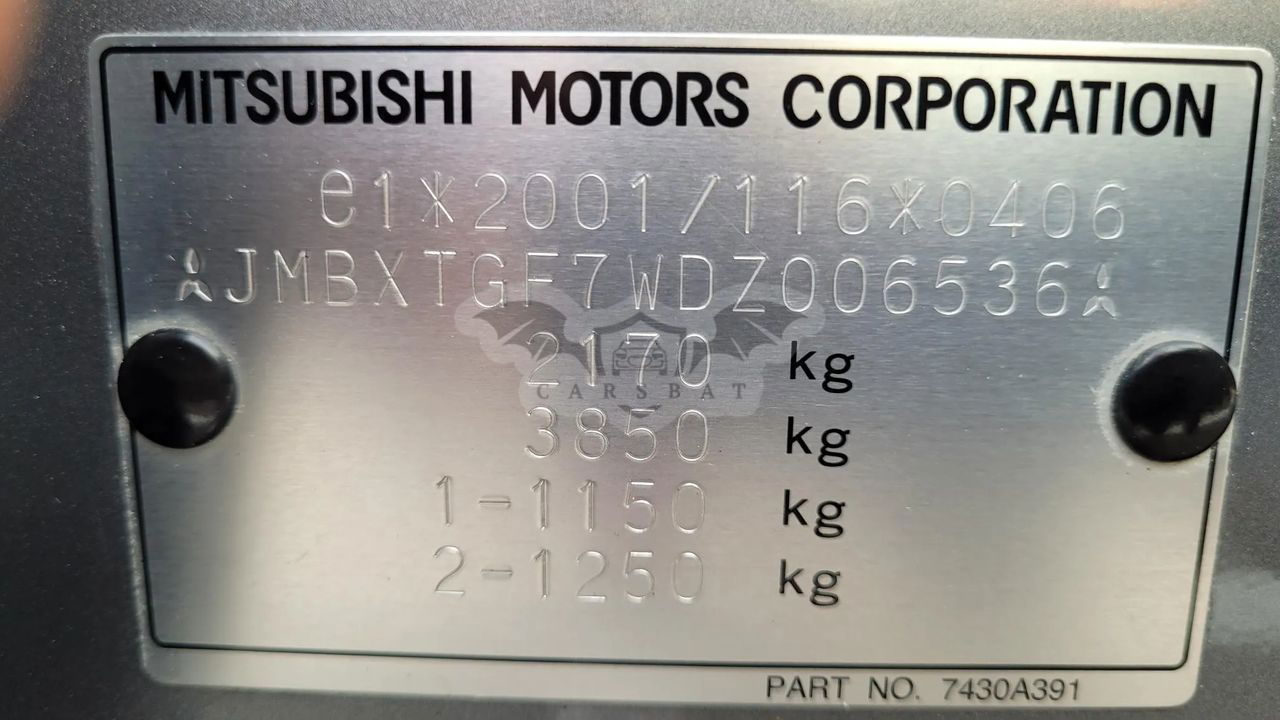 MITSUBISHI MOTORS CORPORATION
e1*2001/116*0406
JMBXTGF7WDZ006536
2170 kg
CARSBAT
3850 kg
1-1150 kg
2-1250 kg
PART NO. 7430A391